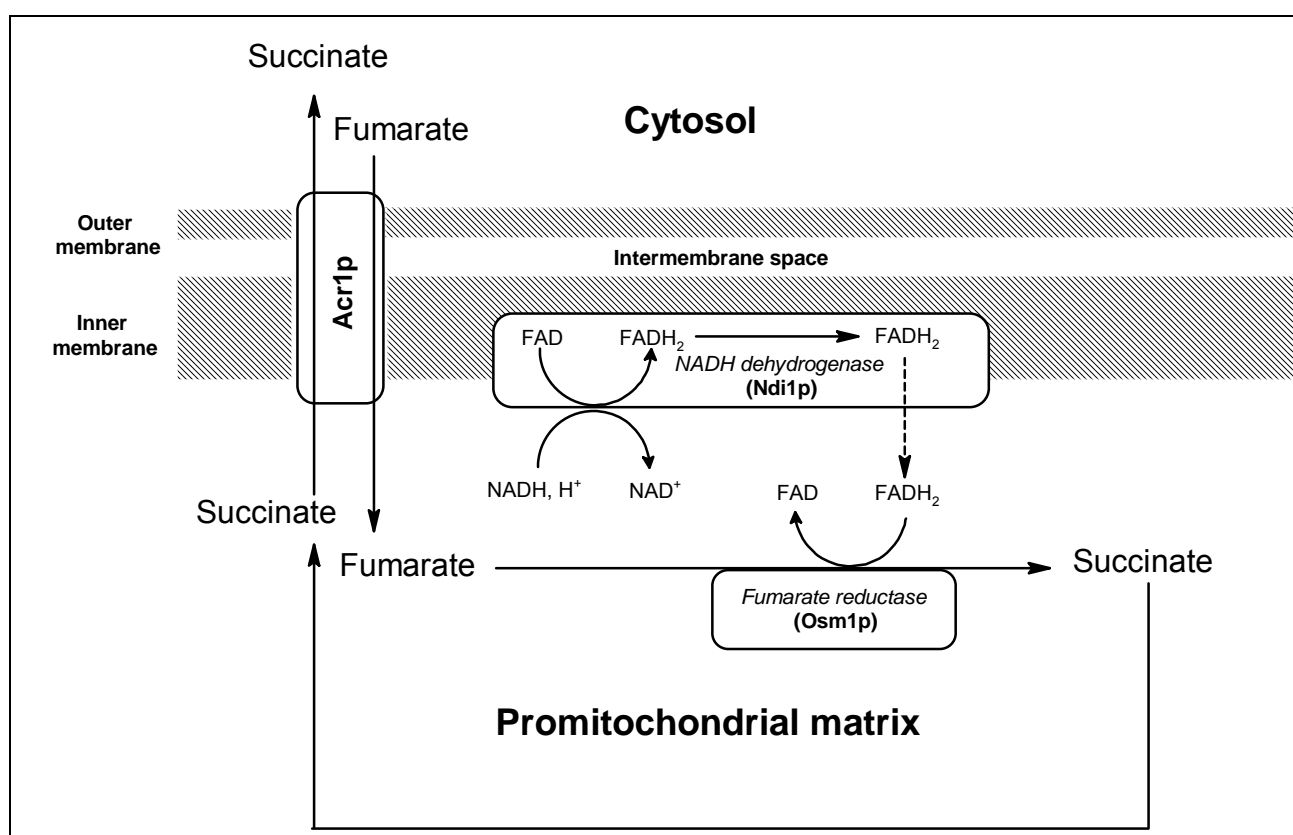 Succinate
Fumarate
Cytosol
Outer
membrane
Intermembrane space
Acr1p
Inner
membrane
FAD
FADH₂
FADH₂
NADH dehydrogenase
(Ndi1p)
NADH, H⁺
NAD⁺
FAD
FADH₂
Succinate
Fumarate
Succinate
Fumarate reductase
(Osm1p)
Promitochondrial matrix